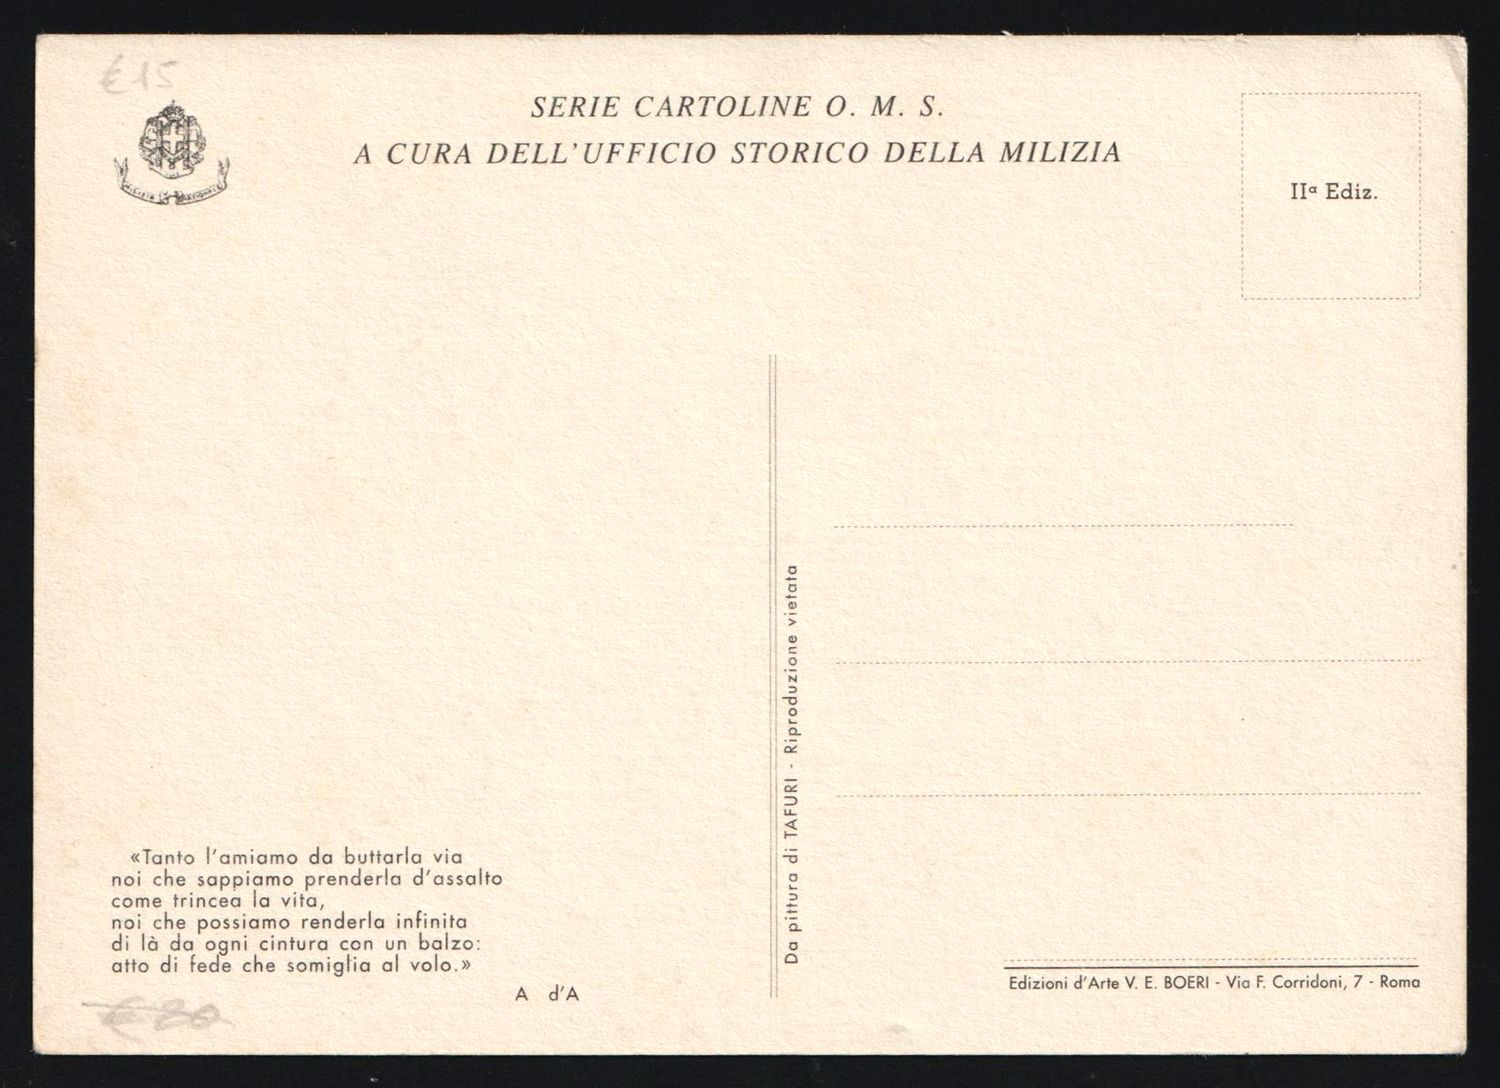 €15
SERIE CARTOLINE O. M. S.
A CURA DELL'UFFICIO STORICO DELLA MILIZIA
MILIZIA NAZIONALE
IIª Ediz.
Da pittura di TAFURI - Riproduzione vietata
«Tanto l'amiamo da buttarla via
noi che sappiamo prenderla d'assalto
come trincea la vita,
noi che possiamo renderla infinita
di là da ogni cintura con un balzo:
atto di fede che somiglia al volo.»
A d'A
€20
Edizioni d'Arte V. E. BOERI - Via F. Corridoni, 7 - Roma